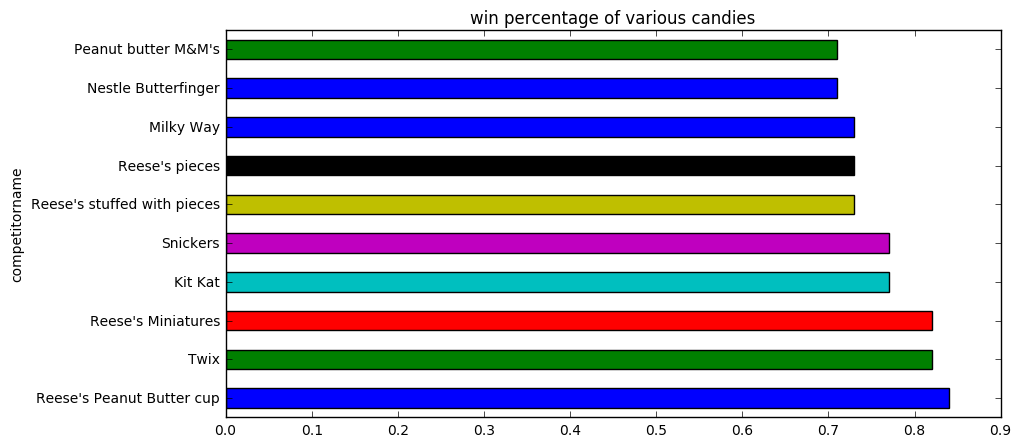 win percentage of various candies
competitorname
Peanut butter M&M's
Nestle Butterfinger
Milky Way
Reese's pieces
Reese's stuffed with pieces
Snickers
Kit Kat
Reese's Miniatures
Twix
Reese's Peanut Butter cup
0.0 0.1 0.2 0.3 0.4 0.5 0.6 0.7 0.8 0.9